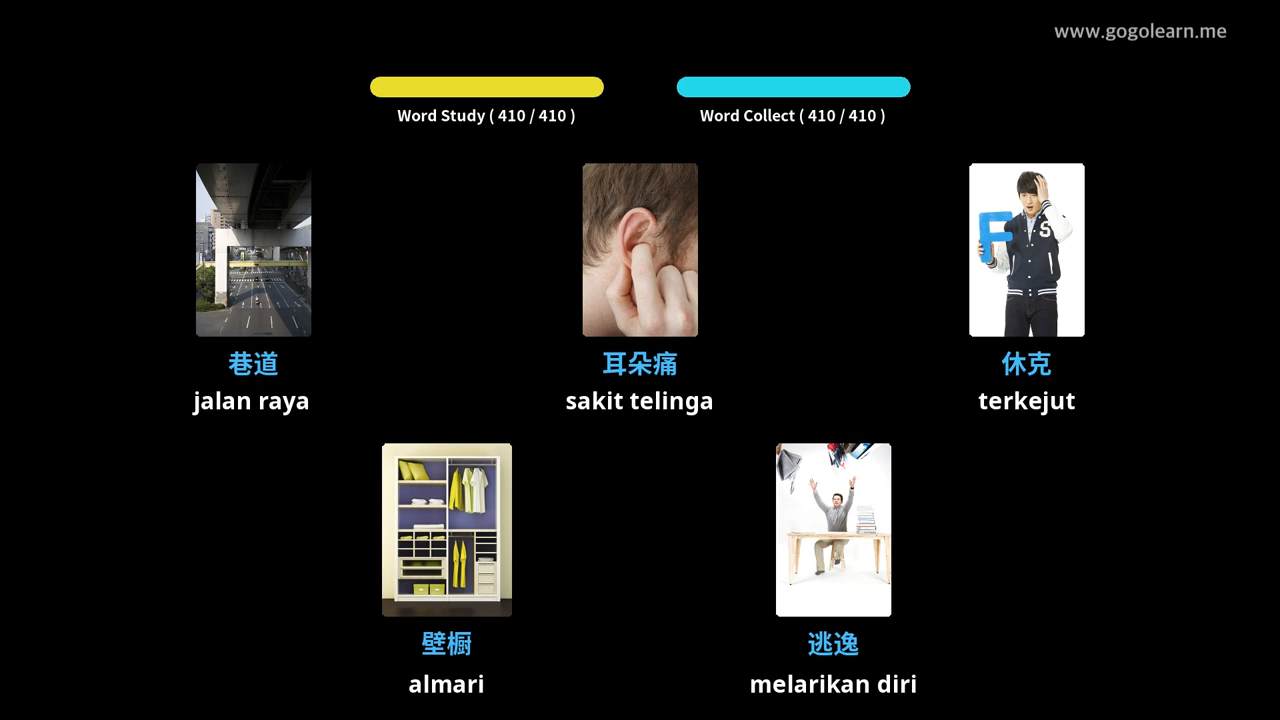 www.gogolearn.me
Word Study ( 410 / 410 )
Word Collect ( 410 / 410 )
F
S
巷道
jalan raya
耳朵痛
sakit telinga
休克
terkejut
壁橱
almari
逃逸
melarikan diri